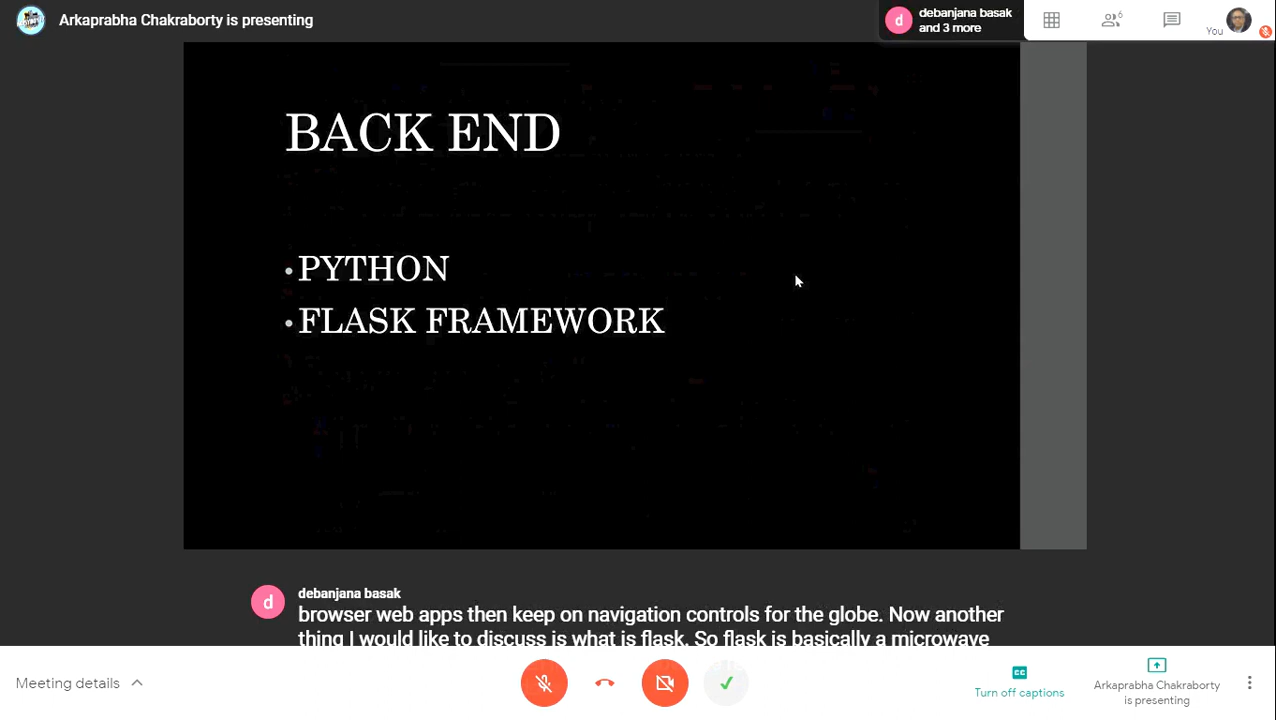 Arkaprabha Chakraborty is presenting
debanjana basak
and 3 more
6
You
BACK END
• PYTHON
• FLASK FRAMEWORK
d
d
debanjana basak
browser web apps then keep on navigation controls for the globe. Now another
thing I would like to discuss is what is flask. So flask is basically a microwave
Meeting details
CC
Turn off captions
Arkaprabha Chakraborty
is presenting